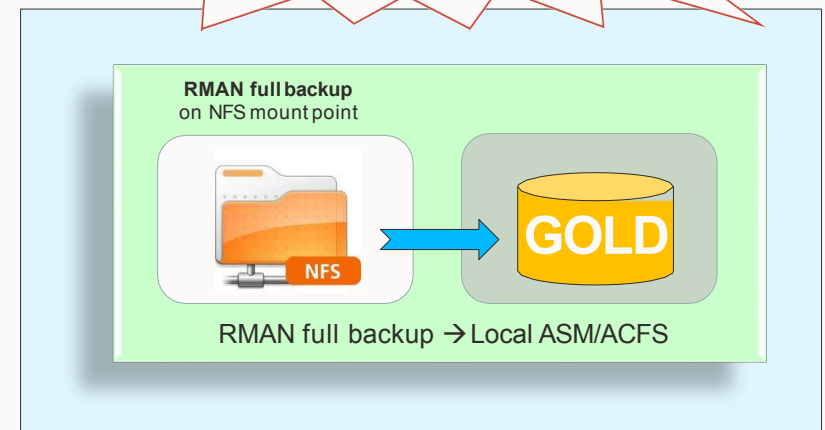 RMAN full backup
on NFS mount point
NFS
GOLD
RMAN full backup → Local ASM/ACFS